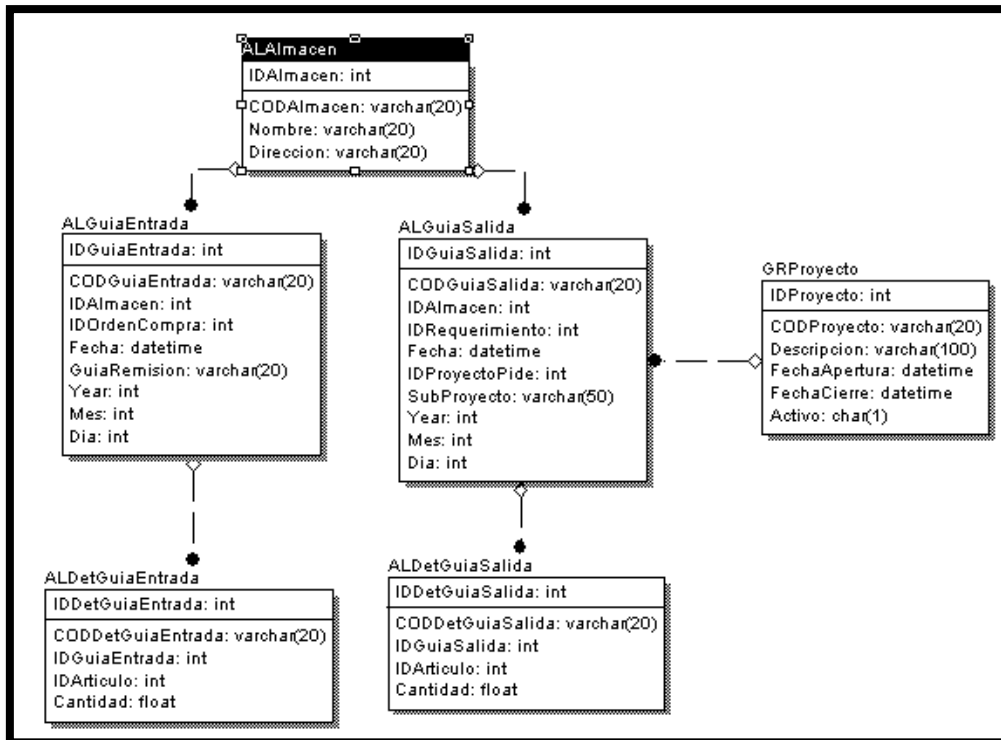 ALAlmacen
IDAlmacen: int
CODAlmacen: varchar(20)
Nombre: varchar(20)
Direccion: varchar(20)
ALGuiaEntrada
IDGuiaEntrada: int
CODGuiaEntrada: varchar(20)
IDAlmacen: int
IDOrdenCompra: int
Fecha: datetime
GuiaRemision: varchar(20)
Year: int
Mes: int
Dia: int
ALGuiaSalida
IDGuiaSalida: int
CODGuiaSalida: varchar(20)
IDAlmacen: int
IDRequerimiento: int
Fecha: datetime
IDProyectoPide: int
SubProyecto: varchar(50)
Year: int
Mes: int
Dia: int
GRProyecto
IDProyecto: int
CODProyecto: varchar(20)
Descripcion: varchar(100)
FechaApertura: datetime
FechaCierre: datetime
Activo: char(1)
ALDetGuiaEntrada
IDDetGuiaEntrada: int
CODDetGuiaEntrada: varchar(20)
IDGuiaEntrada: int
IDArticulo: int
Cantidad: float
ALDetGuiaSalida
IDDetGuiaSalida: int
CODDetGuiaSalida: varchar(20)
IDGuiaSalida: int
IDArticulo: int
Cantidad: float